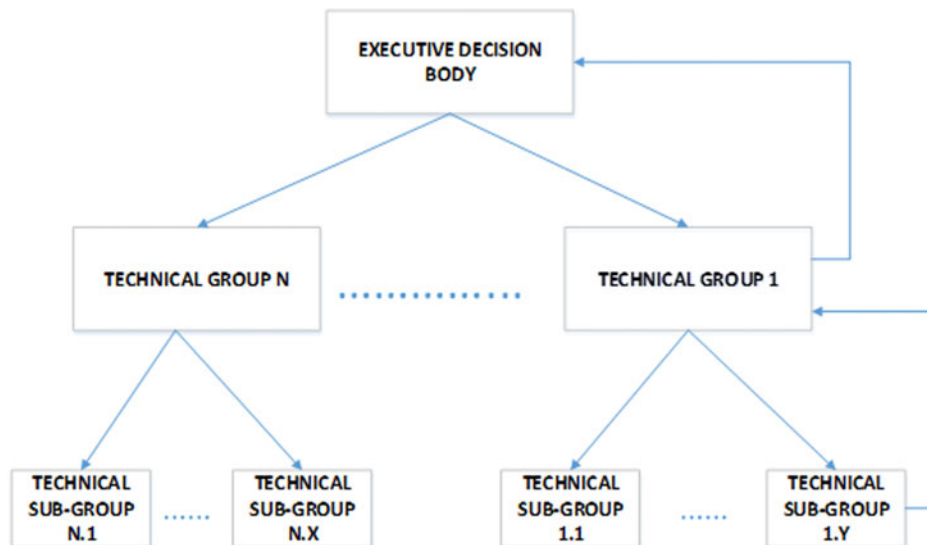 EXECUTIVE DECISION
BODY
TECHNICAL GROUP N
TECHNICAL GROUP 1
TECHNICAL
SUB-GROUP
N.1
TECHNICAL
SUB-GROUP
N.X
TECHNICAL
SUB-GROUP
1.1
TECHNICAL
SUB-GROUP
1.Y